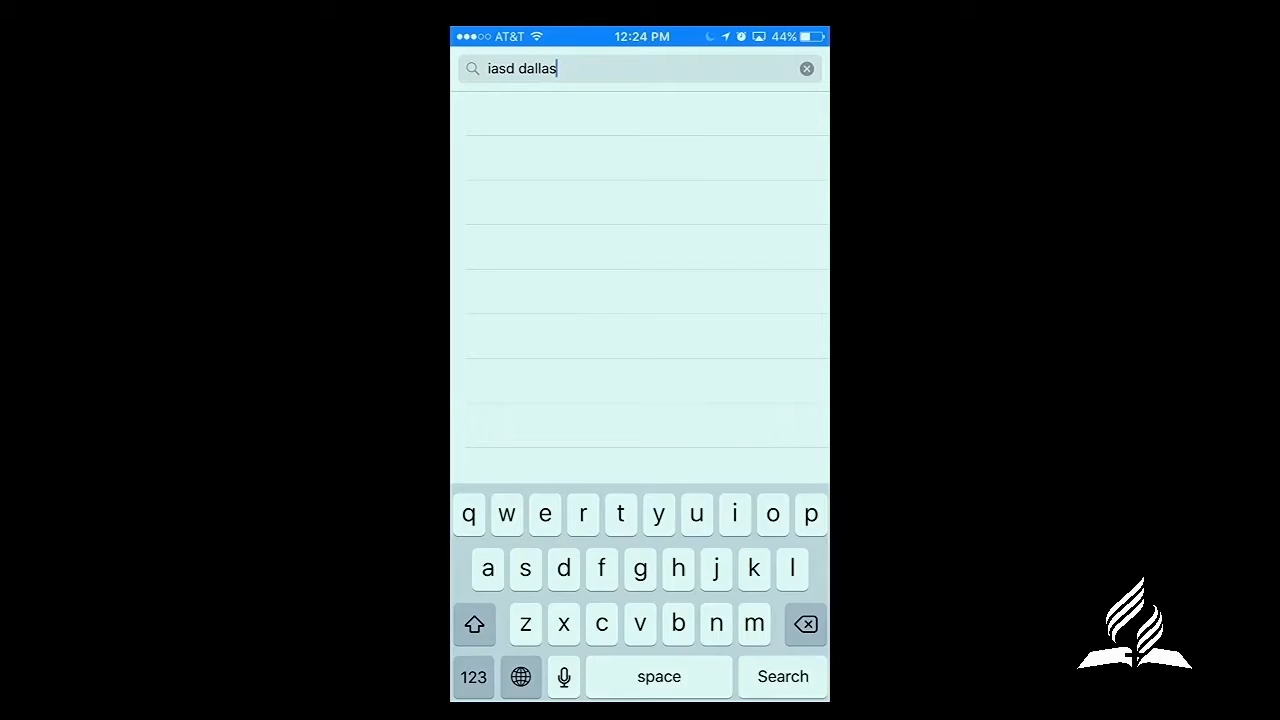 AT&T 12:24 PM 44%
iasd dallas
q w e r t y u i o p
a s d f g h j k l
z x c v b n m
123 space Search